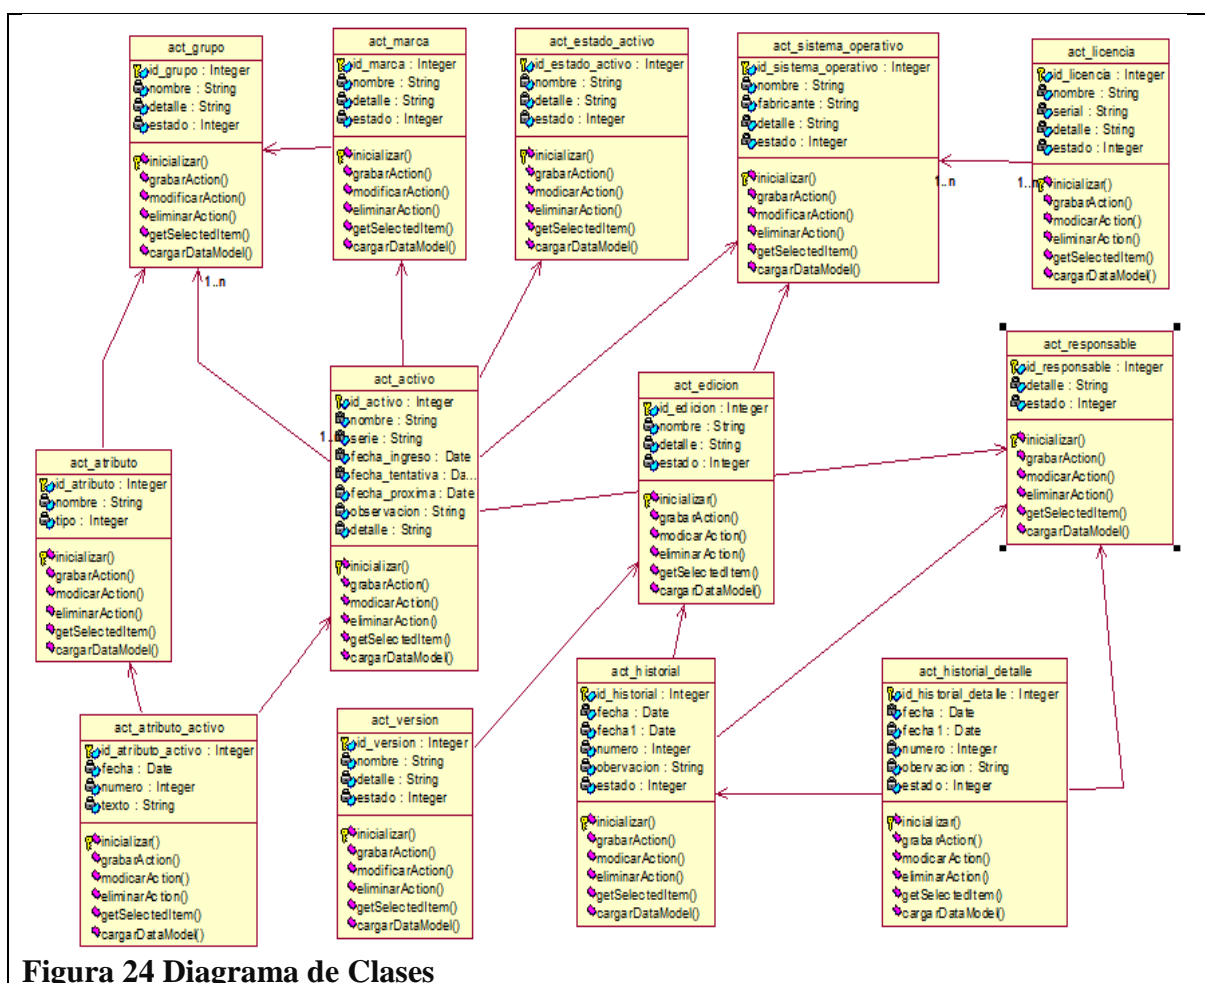 act_grupo
id_grupo : Integer
nombre : String
detalle : String
estado : Integer
inicializar()
grabarAction()
modificarAction()
eliminarAction()
getSelectedItem()
cargarDataModel()
act_marca
id_marca : Integer
nombre : String
detalle : String
estado : Integer
inicializar()
grabarAction()
modificarAction()
eliminarAction()
getSelectedItem()
cargarDataModel()
act_estado_activo
id_estado_activo : Integer
nombre : String
detalle : String
estado : Integer
inicializar()
grabarAction()
modicarAction()
eliminarAction()
getSelectedItem()
cargarDataModel()
act_sistema_operativo
id_sistema_operativo : Integer
nombre : String
fabricante : String
detalle : String
estado : Integer
inicializar()
grabarAction()
modificarAction()
eliminarAction()
getSelectedItem()
cargarDataModel()
1..n
1..n
act_licencia
id_licencia : Integer
nombre : String
serial : String
detalle : String
estado : Integer
inicializar()
grabarAction()
modicarAction()
eliminarAction()
getSelectedItem()
cargarDataModel()
1..n
act_activo
id_activo : Integer
nombre : String
serie : String
fecha_ingreso : Date
fecha_tentativa : Da...
fecha_proxima : Date
observacion : String
detalle : String
inicializar()
grabarAction()
modicarAction()
eliminarAction()
getSelectedItem()
cargarDataModel()
act_edicion
id_edicion : Integer
nombre : String
detalle : String
estado : Integer
inicializar()
grabarAction()
modicarAction()
eliminarAction()
getSelectedItem()
cargarDataModel()
act_responsable
id_responsable : Integer
detalle : String
estado : Integer
inicializar()
grabarAction()
modicarAction()
eliminarAction()
getSelectedItem()
cargarDataModel()
act_atributo
id_atributo : Integer
nombre : String
tipo : Integer
inicializar()
grabarAction()
modicarAction()
eliminarAction()
getSelectedItem()
cargarDataModel()
act_atributo_activo
id_atributo_activo : Integer
fecha : Date
numero : Integer
texto : String
inicializar()
grabarAction()
modicarAction()
eliminarAction()
getSelectedItem()
cargarDataModel()
act_version
id_version : Integer
nombre : String
detalle : String
estado : Integer
inicializar()
grabarAction()
modificarAction()
eliminarAction()
getSelectedItem()
cargarDataModel()
act_historial
id_historial : Integer
fecha : Date
fecha1 : Date
numero : Integer
obervacion : String
estado : Integer
inicializar()
grabarAction()
modicarAction()
eliminarAction()
getSelectedItem()
cargarDataModel()
act_historial_detalle
id_historial_detalle : Integer
fecha : Date
fecha1 : Date
numero : Integer
obervacion : String
estado : Integer
inicializar()
grabarAction()
modicarAction()
eliminarAction()
getSelectedItem()
cargarDataModel()
Figura 24 Diagrama de Clases